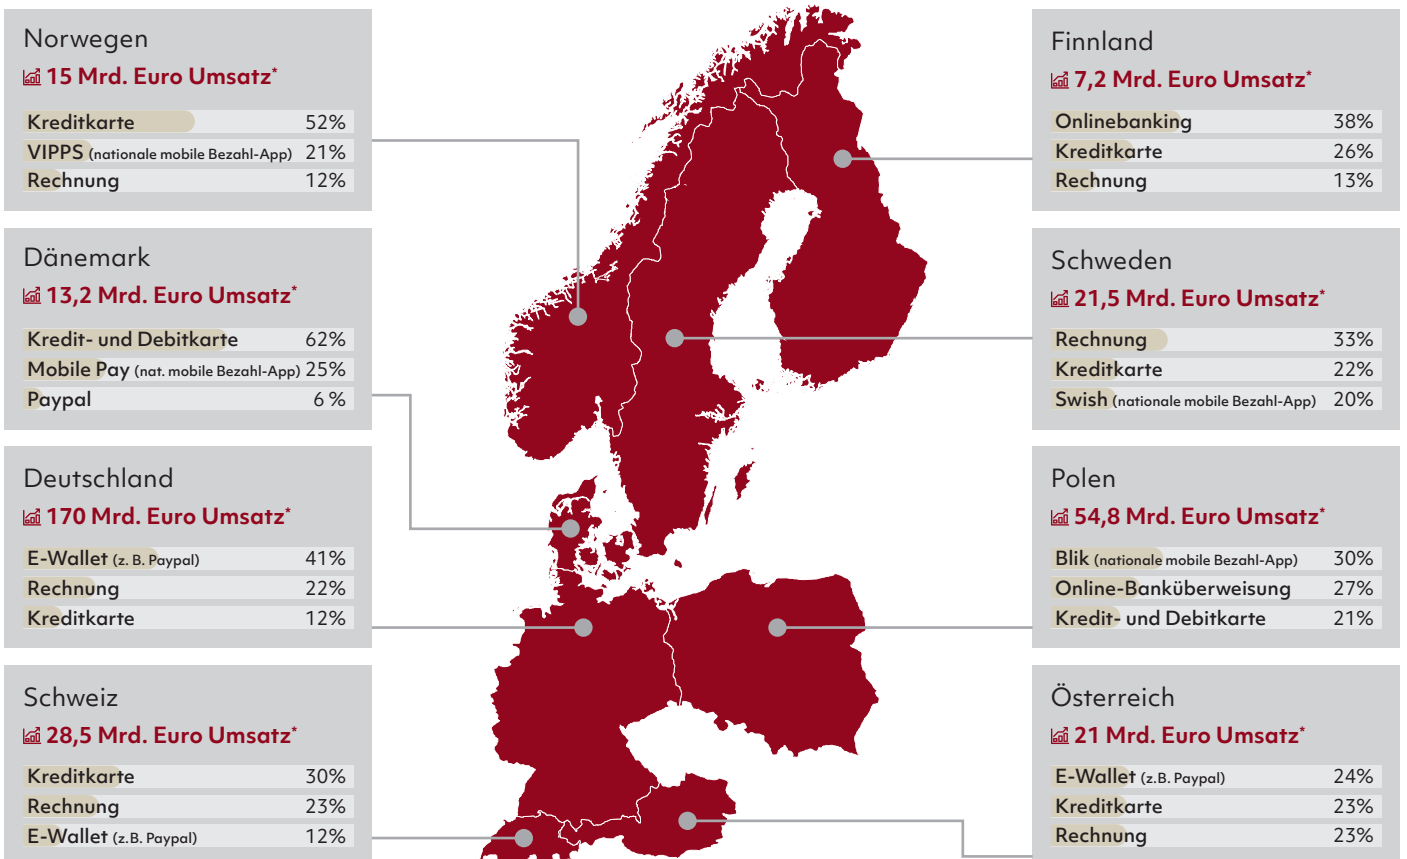 Norwegen
15 Mrd. Euro Umsatz*
Kreditkarte 52%
VIPPS (nationale mobile Bezahl-App) 21%
Rechnung 12%
Dänemark
13,2 Mrd. Euro Umsatz*
Kredit- und Debitkarte 62%
Mobile Pay (nat. mobile Bezahl-App) 25%
Paypal 6 %
Deutschland
170 Mrd. Euro Umsatz*
E-Wallet (z. B. Paypal) 41%
Rechnung 22%
Kreditkarte 12%
Schweiz
28,5 Mrd. Euro Umsatz*
Kreditkarte 30%
Rechnung 23%
E-Wallet (z.B. Paypal) 12%
Finnland
7,2 Mrd. Euro Umsatz*
Onlinebanking 38%
Kreditkarte 26%
Rechnung 13%
Schweden
21,5 Mrd. Euro Umsatz*
Rechnung 33%
Kreditkarte 22%
Swish (nationale mobile Bezahl-App) 20%
Polen
54,8 Mrd. Euro Umsatz*
Blik (nationale mobile Bezahl-App) 30%
Online-Banküberweisung 27%
Kredit- und Debitkarte 21%
Österreich
21 Mrd. Euro Umsatz*
E-Wallet (z.B. Paypal) 24%
Kreditkarte 23%
Rechnung 23%